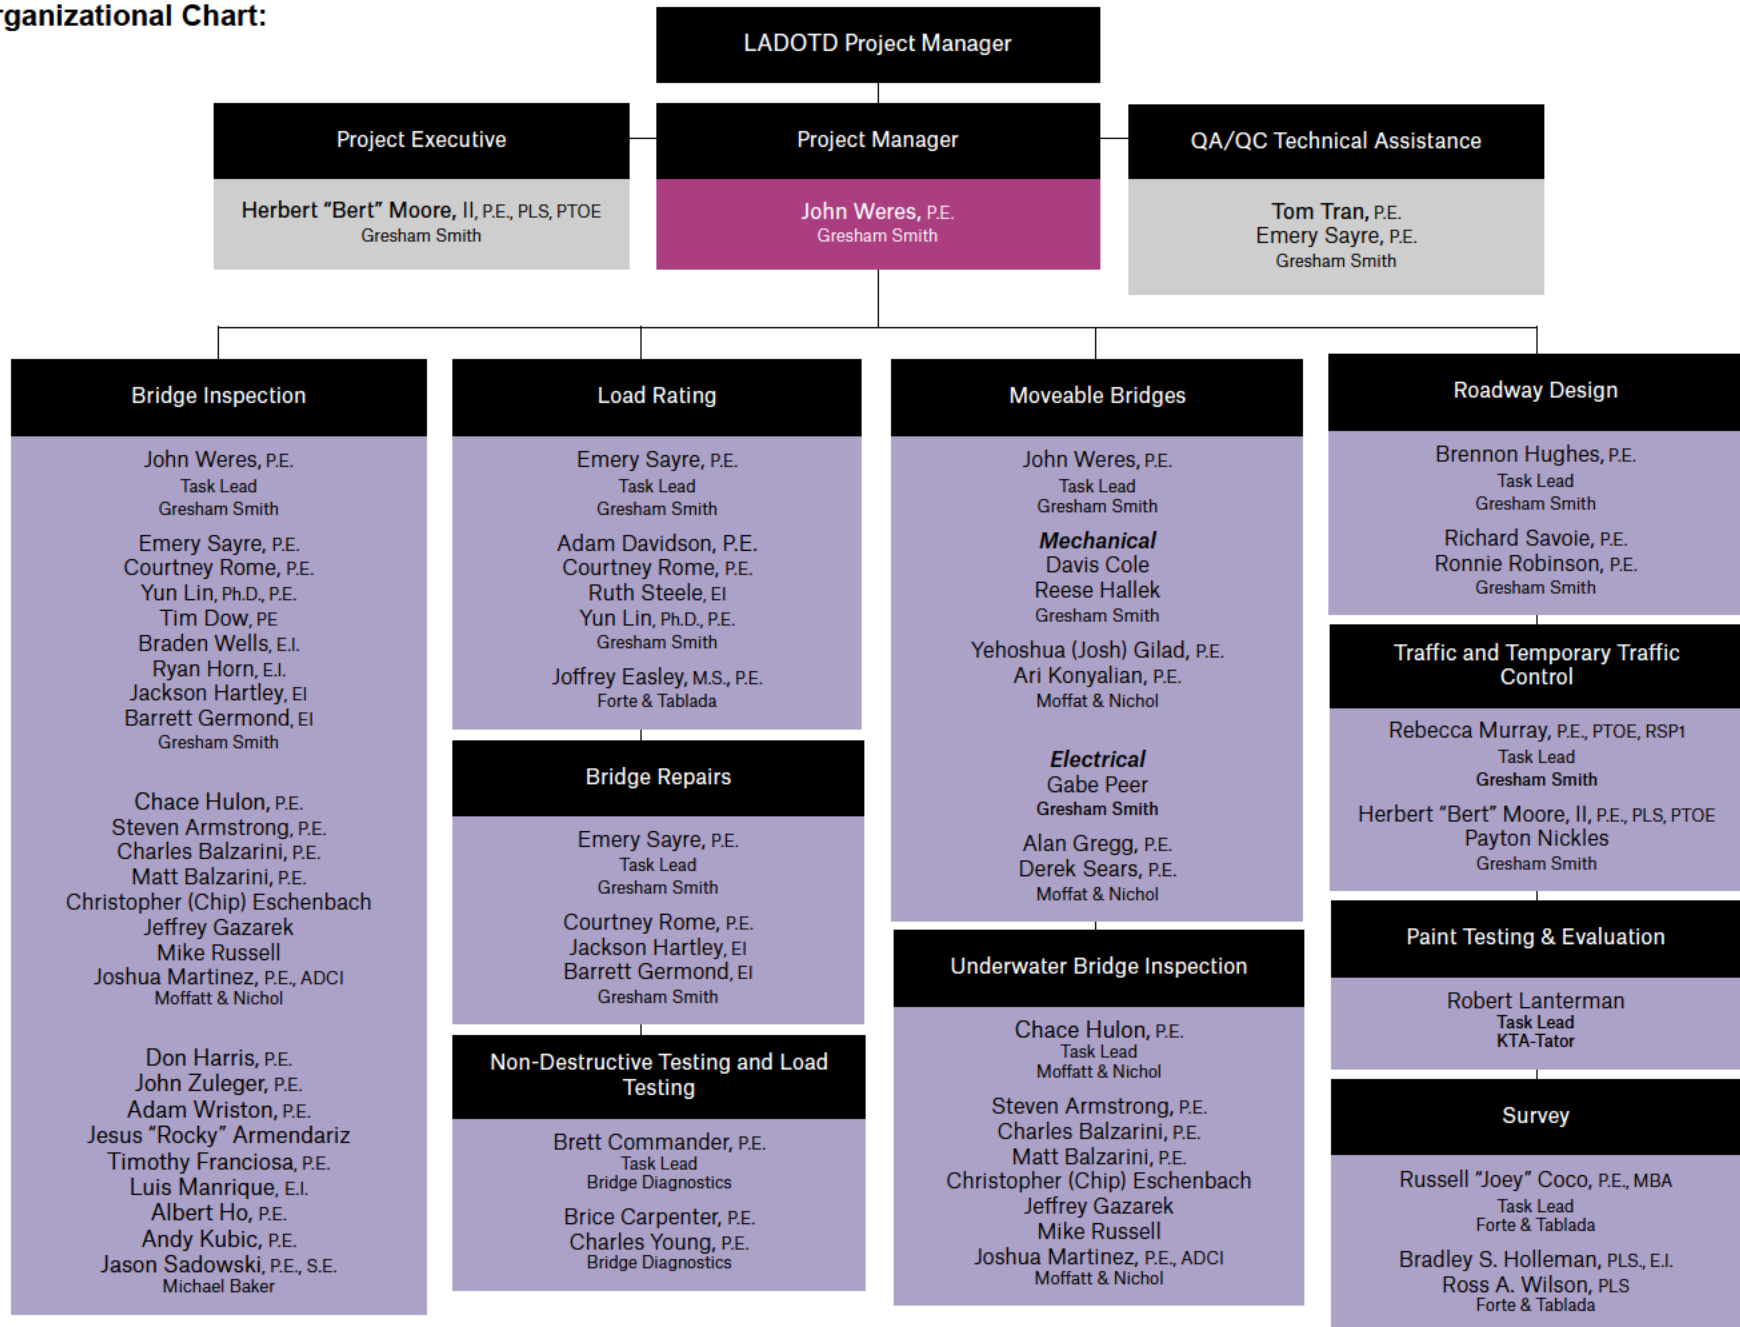 rganizational Chart:
LADOTD Project Manager
Project Executive
Herbert “Bert” Moore, II, P.E., PLS, PTOE
Gresham Smith
Project Manager
John Weres, P.E.
Gresham Smith
QA/QC Technical Assistance
Tom Tran, P.E.
Emery Sayre, P.E.
Gresham Smith
Bridge Inspection
John Weres, P.E.
Task Lead
Gresham Smith
Emery Sayre, P.E.
Courtney Rome, P.E.
Yun Lin, Ph.D., P.E.
Tim Dow, PE
Braden Wells, E.I.
Ryan Horn, E.I.
Jackson Hartley, EI
Barrett Germond, EI
Gresham Smith
Chace Hulon, P.E.
Steven Armstrong, P.E.
Charles Balzarini, P.E.
Matt Balzarini, P.E.
Christopher (Chip) Eschenbach
Jeffrey Gazarek
Mike Russell
Joshua Martinez, P.E., ADCI
Moffatt & Nichol
Don Harris, P.E.
John Zuleger, P.E.
Adam Wriston, P.E.
Jesus “Rocky” Armendariz
Timothy Franciosa, P.E.
Luis Manrique, E.I.
Albert Ho, P.E.
Andy Kubic, P.E.
Jason Sadowski, P.E., S.E.
Michael Baker
Load Rating
Emery Sayre, P.E.
Task Lead
Gresham Smith
Adam Davidson, P.E.
Courtney Rome, P.E.
Ruth Steele, EI
Yun Lin, Ph.D., P.E.
Gresham Smith
Joffrey Easley, M.S., P.E.
Forte & Tablada
Bridge Repairs
Emery Sayre, P.E.
Task Lead
Gresham Smith
Courtney Rome, P.E.
Jackson Hartley, EI
Barrett Germond, EI
Gresham Smith
Non-Destructive Testing and Load
Testing
Brett Commander, P.E.
Task Lead
Bridge Diagnostics
Brice Carpenter, P.E.
Charles Young, P.E.
Bridge Diagnostics
Moveable Bridges
John Weres, P.E.
Task Lead
Gresham Smith
Mechanical
Davis Cole
Reese Hallek
Gresham Smith
Yehoshua (Josh) Gilad, P.E.
Ari Konyalian, P.E.
Moffat & Nichol
Electrical
Gabe Peer
Gresham Smith
Alan Gregg, P.E.
Derek Sears, P.E.
Moffat & Nichol
Underwater Bridge Inspection
Chace Hulon, P.E.
Task Lead
Moffatt & Nichol
Steven Armstrong, P.E.
Charles Balzarini, P.E.
Matt Balzarini, P.E.
Christopher (Chip) Eschenbach
Jeffrey Gazarek
Mike Russell
Joshua Martinez, P.E., ADCI
Moffatt & Nichol
Roadway Design
Brennon Hughes, P.E.
Task Lead
Gresham Smith
Richard Savoie, P.E.
Ronnie Robinson, P.E.
Gresham Smith
Traffic and Temporary Traffic
Control
Rebecca Murray, P.E., PTOE, RSP1
Task Lead
Gresham Smith
Herbert “Bert” Moore, II, P.E., PLS, PTOE
Payton Nickles
Gresham Smith
Paint Testing & Evaluation
Robert Lanterman
Task Lead
KTA-Tator
Survey
Russell “Joey” Coco, P.E., MBA
Task Lead
Forte & Tablada
Bradley S. Holleman, PLS., E.I.
Ross A. Wilson, PLS
Forte & Tablada